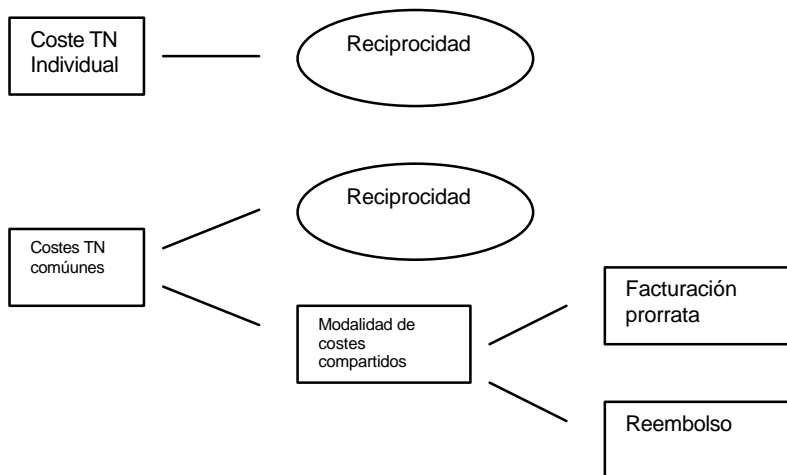 Coste TN
Individual
Reciprocidad
Reciprocidad
Costes TN
comúunes
Modalidad de
costes
compartidos
Facturación
prorrata
Reembolso